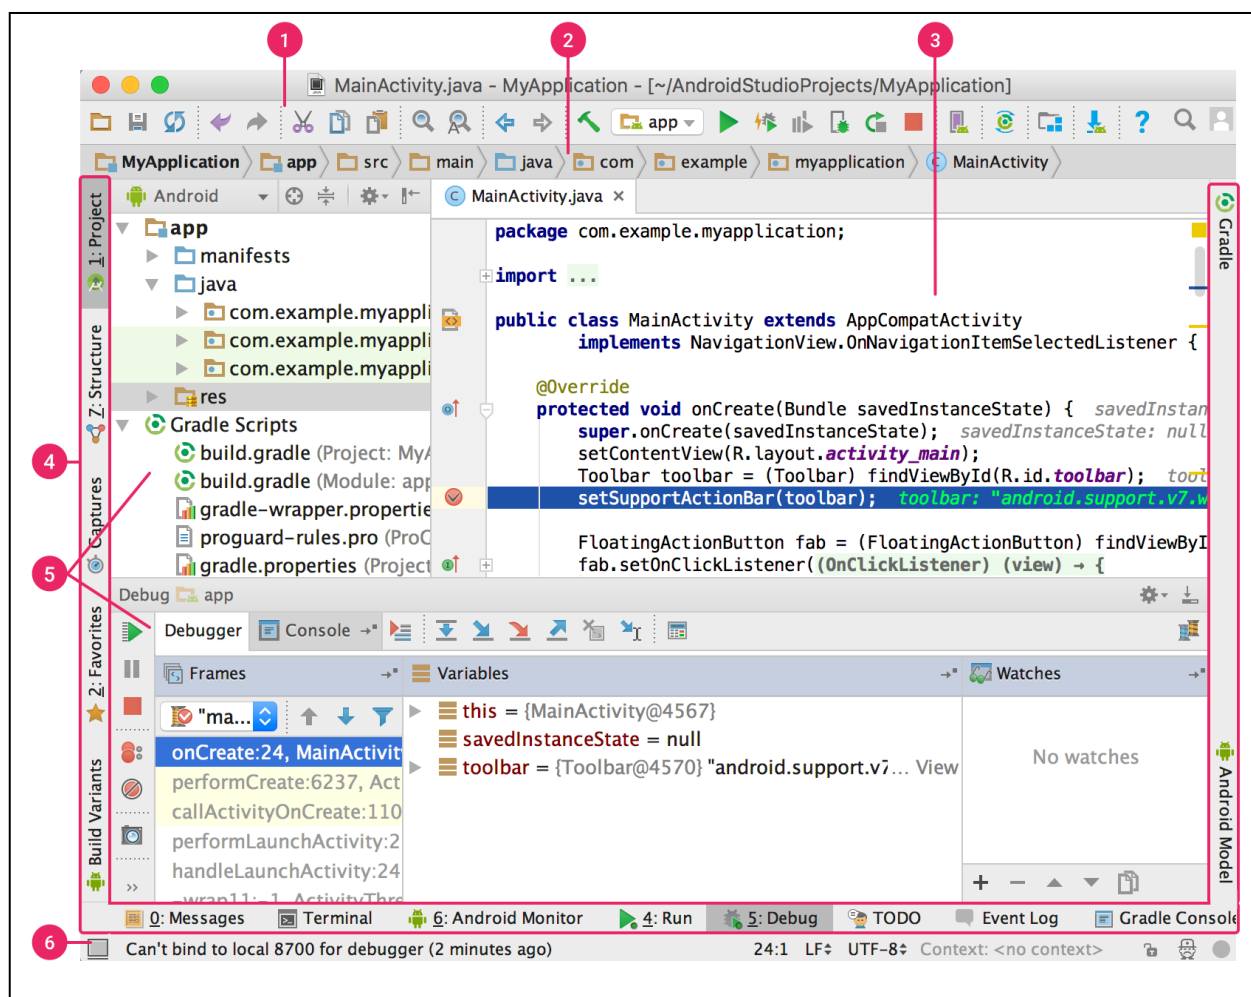 1
2
3
MainActivity.java - MyApplication - [~/AndroidStudioProjects/MyApplication]
app
MyApplication app src main java com example myapplication MainActivity
Android
MainActivity.java
1: Project
Z: Structure
Captures
2: Favorites
Build Variants
app
manifests
java
com.example.myappli
com.example.myappli
com.example.myappli
res
Gradle Scripts
build.gradle (Project: My
build.gradle (Module: app
gradle-wrapper.propertie
proguard-rules.pro (ProC
gradle.properties (Project
package com.example.myapplication;
import ...
public class MainActivity extends AppCompatActivity
implements NavigationView.OnNavigationItemSelectedListener {
@Override
protected void onCreate(Bundle savedInstanceState) { savedInstan
super.onCreate(savedInstanceState); savedInstanceState: null
setContentView(R.layout.activity_main);
Toolbar toolbar = (Toolbar) findViewById(R.id.toolbar); tool
setSupportActionBar(toolbar); toolbar: "android.support.v7.w
FloatingActionButton fab = (FloatingActionButton) findViewByI
fab.setOnClickListener((OnClickListener) (view) → {
Gradle
Android Model
4
5
Debug app
Debugger Console
Frames
Variables
Watches
"ma...
onCreate:24, MainActivit
performCreate:6237, Act
callActivityOnCreate:110
performLaunchActivity:2
handleLaunchActivity:24
-wrap11:-1, ActivityThre
this = {MainActivity@4567}
savedInstanceState = null
toolbar = {Toolbar@4570} "android.support.v7... View
No watches
0: Messages Terminal 6: Android Monitor 4: Run 5: Debug TODO Event Log Gradle Console
6
Can't bind to local 8700 for debugger (2 minutes ago)
24:1 LF UTF-8 Context: <no context>